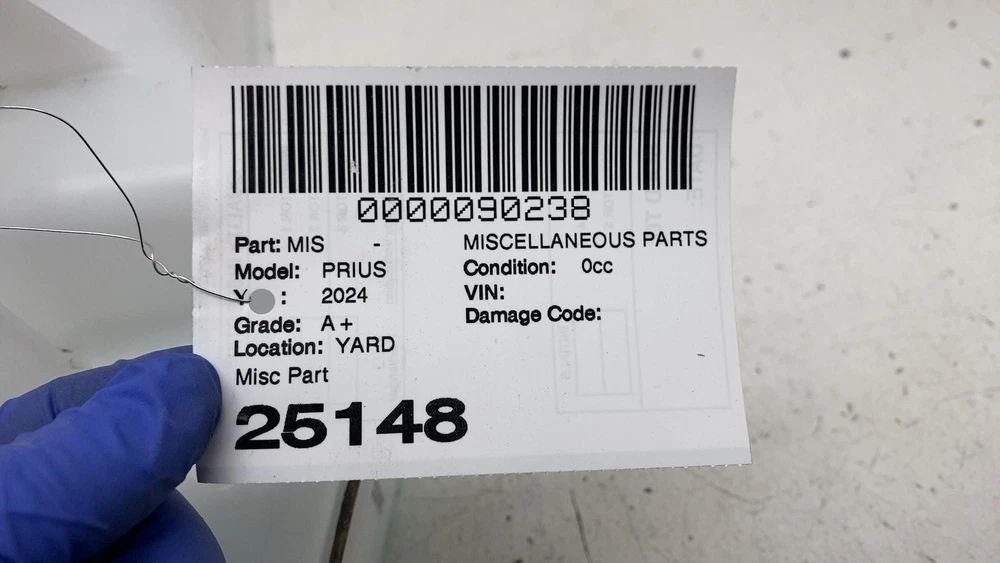 0000090238
Part: MIS - MISCELLANEOUS PARTS
Model: PRIUS Condition: 0cc
Y : 2024 VIN:
Grade: A+ Damage Code:
Location: YARD
Misc Part
25148